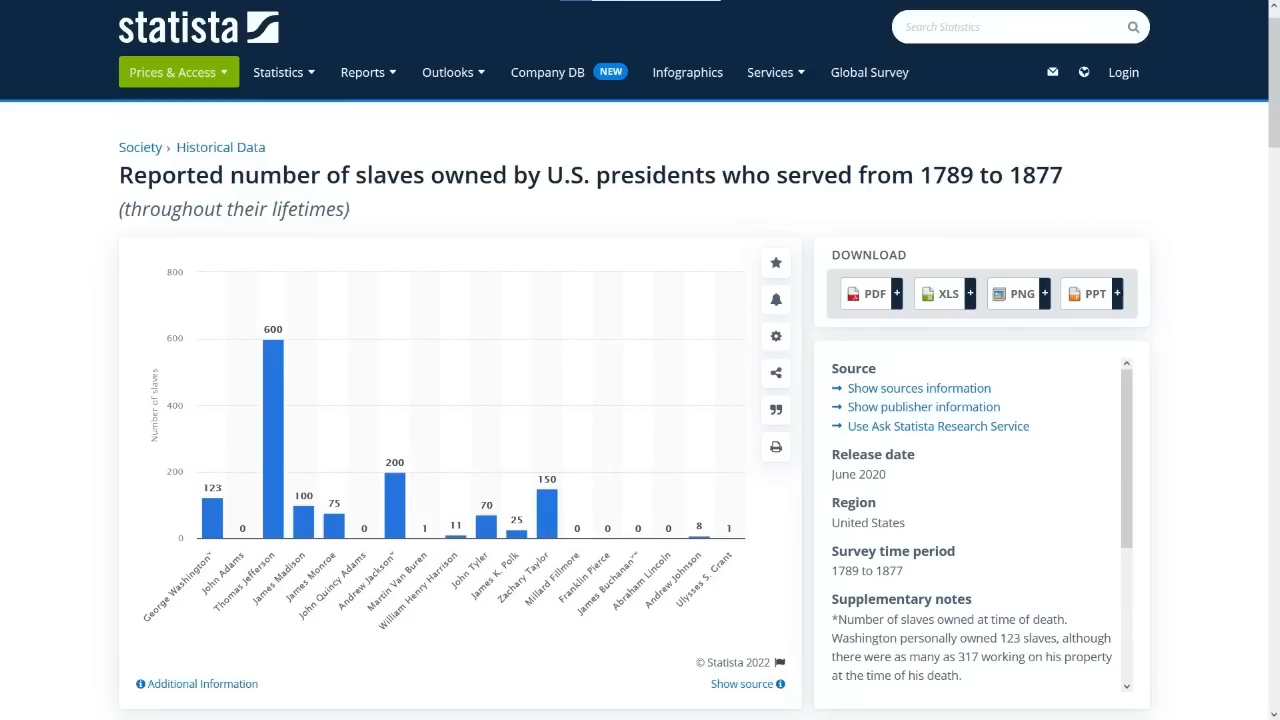 statista
Search Statistics
Prices & Access Statistics Reports Outlooks Company DB NEW Infographics Services Global Survey Login
Society › Historical Data
Reported number of slaves owned by U.S. presidents who served from 1789 to 1877
(throughout their lifetimes)
Number of slaves
800
600
400
200
0
123
0
600
100
75
0
200
1
11
70
25
150
0
0
0
0
8
1
George Washington*
John Adams
Thomas Jefferson
James Madison
James Monroe
John Quincy Adams
Andrew Jackson*
Martin Van Buren
William Henry Harrison
John Tyler
James K. Polk
Zachary Taylor
Millard Fillmore
Franklin Pierce
James Buchanan**
Abraham Lincoln
Andrew Johnson
Ulysses S. Grant
© Statista 2022
Additional Information
Show source
DOWNLOAD
PDF + XLS + PNG + PPT +
Source
→ Show sources information
→ Show publisher information
→ Use Ask Statista Research Service
Release date
June 2020
Region
United States
Survey time period
1789 to 1877
Supplementary notes
*Number of slaves owned at time of death.
Washington personally owned 123 slaves, although
there were as many as 317 working on his property
at the time of his death.